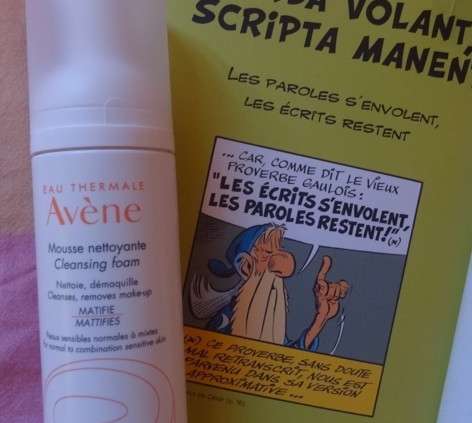 EAU THERMALE
Avène
Mousse nettoyante
Cleansing foam
Nettoie, démaquille
Cleanses, removes make-up
MATIFIE
MATTIFIES
Peaux sensibles normales à mixtes
For normal to combination sensitive skin
VOLANT
SCRIPTA MANEN
LES PAROLES S'ENVOLENT,
LES ÉCRITS RESTENT
... CAR, COMME DIT LE VIEUX
PROVERBE GAULOIS:
"LES ÉCRITS S'ENVOLENT,
LES PAROLES RESTENT!"(*)
(*) CE PROVERBE, SANS DOUTE
MAL RETRANSCRIT, NOUS EST
PARVENU DANS SA VERSION
APPROXIMATIVE...
de César (p. 16)